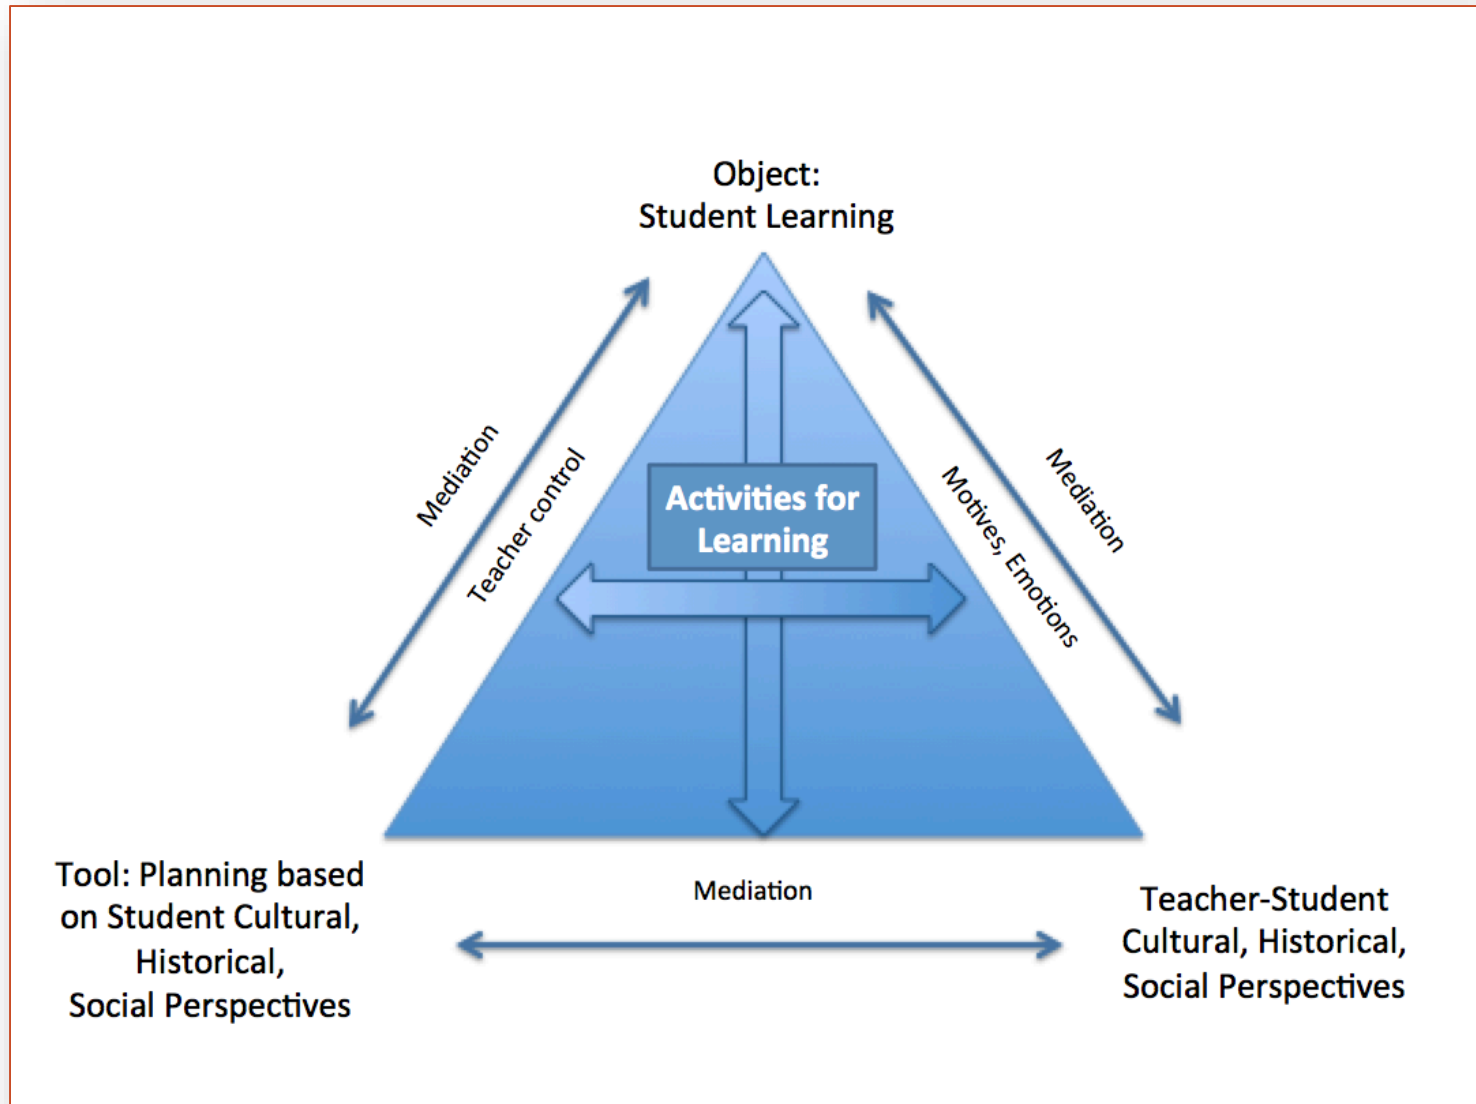 Object:
Student Learning
Mediation
Teacher control
Activities for
Learning
Motives, Emotions
Mediation
Tool: Planning based
on Student Cultural,
Historical,
Social Perspectives
Mediation
Teacher-Student
Cultural, Historical,
Social Perspectives